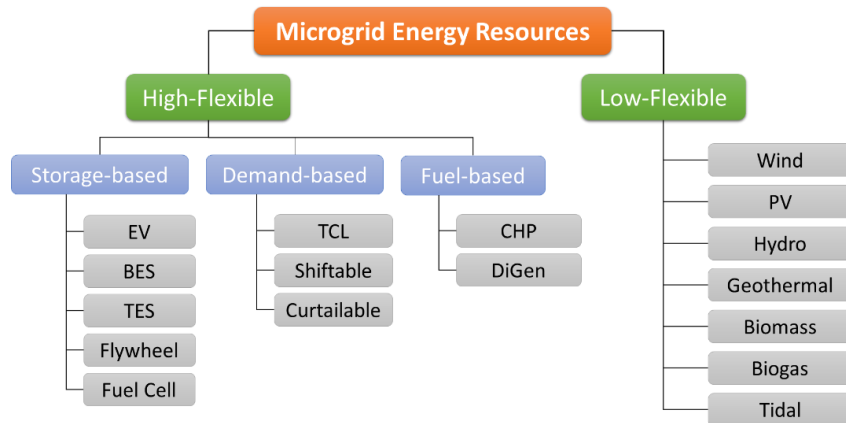 Microgrid Energy Resources
High-Flexible
Low-Flexible
Storage-based
Demand-based
Fuel-based
EV
BES
TES
Flywheel
Fuel Cell
TCL
Shiftable
Curtailable
CHP
DiGen
Wind
PV
Hydro
Geothermal
Biomass
Biogas
Tidal